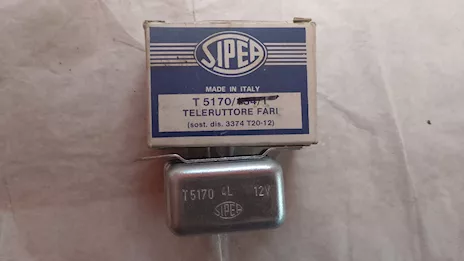 SIPEA
MADE IN ITALY
T 5170/
TELERUTTORE FARI
(sost. dis. 3374 T20-12)
T5170 4L 12V
SIPEA